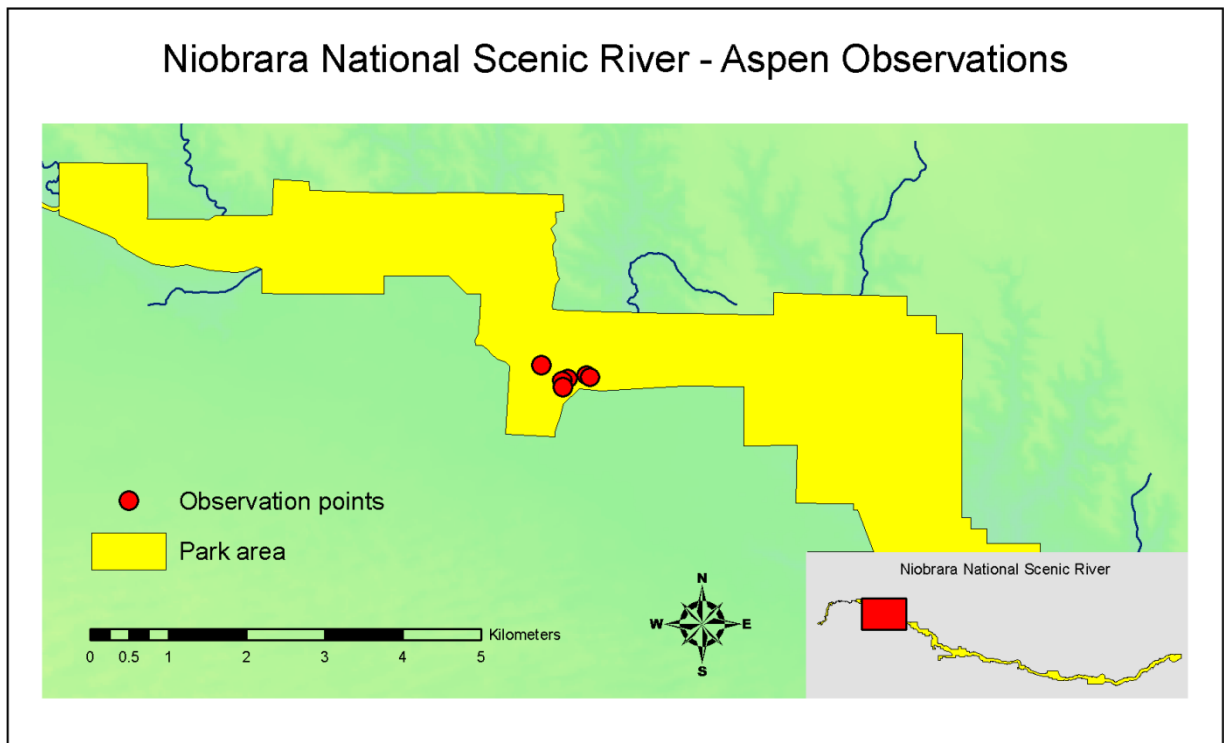 Niobrara National Scenic River - Aspen Observations
Observation points
Park area
Kilometers
0 0.5 1 2 3 4 5
N
W E
S
Niobrara National Scenic River